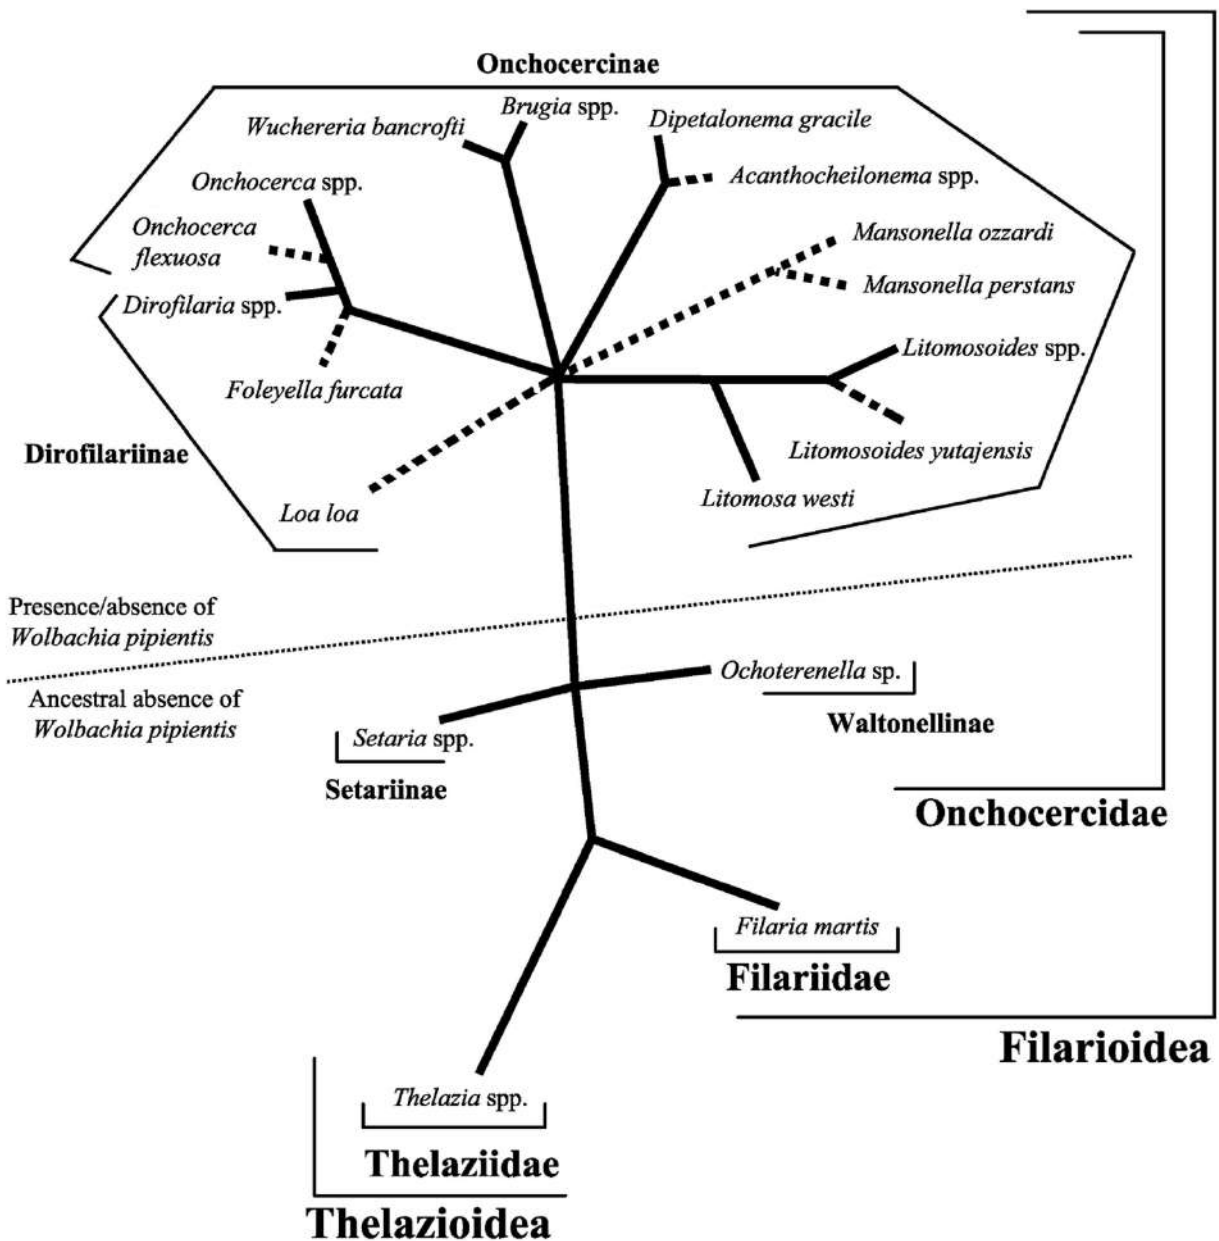 Onchocercinae
Brugia spp.
Wuchereria bancrofti
Dipetalonema gracile
Onchocerca spp.
Acanthocheilonema spp.
Onchocerca
flexuosa
Mansonella ozzardi
Mansonella perstans
Dirofilaria spp.
Litomosoides spp.
Foleyella furcata
Dirofilariinae
Litomosoides yutajensis
Litomosa westi
Loa loa
Presence/absence of
Wolbachia pipientis
Ancestral absence of
Wolbachia pipientis
Ochoterenella sp.
Waltonellinae
Setaria spp.
Setariinae
Onchocercidae
Filaria martis
Filariidae
Filarioidea
Thelazia spp.
Thelaziidae
Thelazioidea